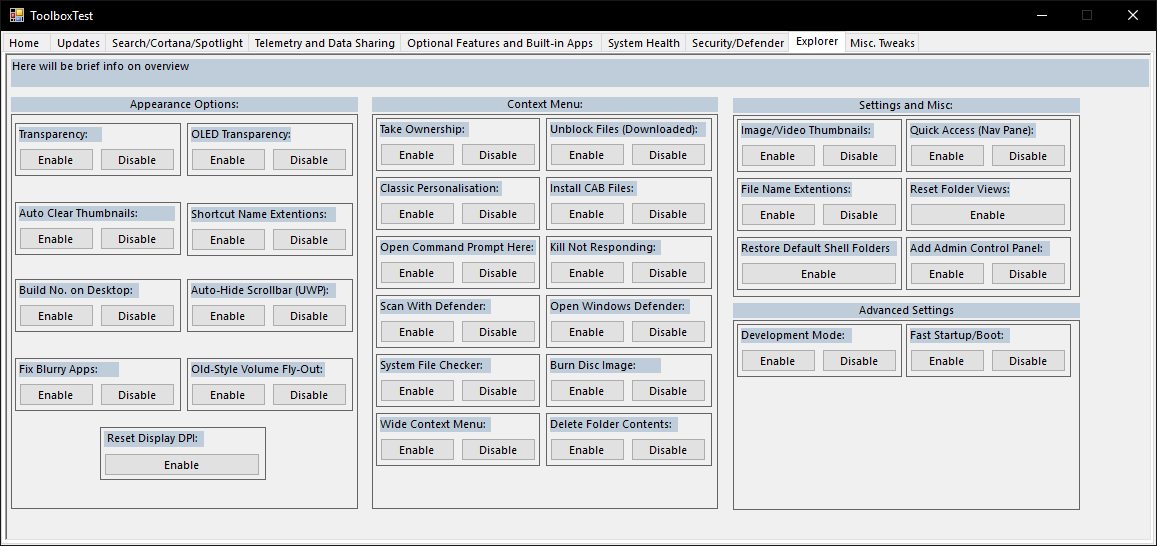 ToolboxTest
Home Updates Search/Cortana/Spotlight Telemetry and Data Sharing Optional Features and Built-in Apps System Health Security/Defender Explorer Misc. Tweaks
Here will be brief info on overview
Appearance Options:
Transparency: OLED Transparency:
Enable Disable Enable Disable
Auto Clear Thumbnails: Shortcut Name Extentions:
Enable Disable Enable Disable
Build No. on Desktop: Auto-Hide Scrollbar (UWP):
Enable Disable Enable Disable
Fix Blurry Apps: Old-Style Volume Fly-Out:
Enable Disable Enable Disable
Reset Display DPI:
Enable
Context Menu:
Take Ownership: Unblock Files (Downloaded):
Enable Disable Enable Disable
Classic Personalisation: Install CAB Files:
Enable Disable Enable Disable
Open Command Prompt Here: Kill Not Responding:
Enable Disable Enable Disable
Scan With Defender: Open Windows Defender:
Enable Disable Enable Disable
System File Checker: Burn Disc Image:
Enable Disable Enable Disable
Wide Context Menu: Delete Folder Contents:
Enable Disable Enable Disable
Settings and Misc:
Image/Video Thumbnails: Quick Access (Nav Pane):
Enable Disable Enable Disable
File Name Extentions: Reset Folder Views:
Enable Disable Enable
Restore Default Shell Folders Add Admin Control Panel:
Enable Enable Disable
Advanced Settings
Development Mode: Fast Startup/Boot:
Enable Disable Enable Disable